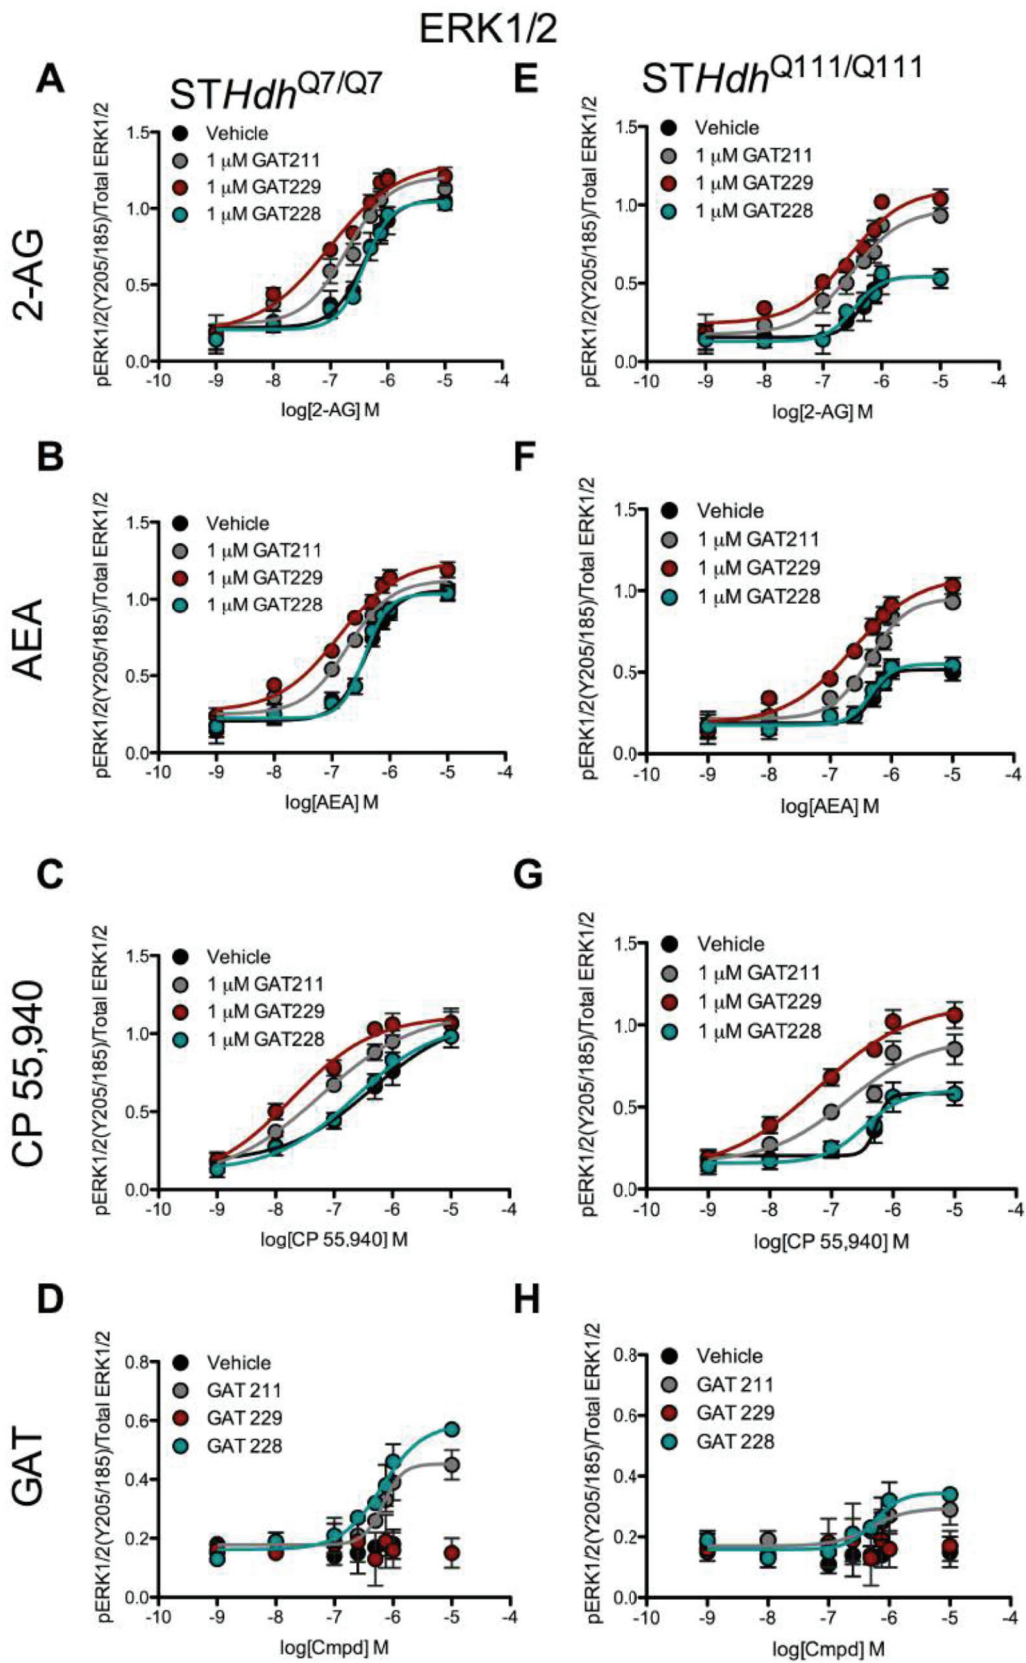 ERK1/2
A
STHdhQ7/Q7
E
STHdhQ111/Q111
2-AG
pERK1/2(Y205/185)/Total ERK1/2
1.5
1.0
0.5
0.0
Vehicle
1 μM GAT211
1 μM GAT229
1 μM GAT228
-10 -9 -8 -7 -6 -5 -4
log[2-AG] M
pERK1/2(Y205/185)/Total ERK1/2
1.5
1.0
0.5
0.0
Vehicle
1 μM GAT211
1 μM GAT229
1 μM GAT228
-10 -9 -8 -7 -6 -5 -4
log[2-AG] M
B
F
AEA
pERK1/2(Y205/185)/Total ERK1/2
1.5
1.0
0.5
0.0
Vehicle
1 μM GAT211
1 μM GAT229
1 μM GAT228
-10 -9 -8 -7 -6 -5 -4
log[AEA] M
pERK1/2(Y205/185)/Total ERK1/2
1.5
1.0
0.5
0.0
Vehicle
1 μM GAT211
1 μM GAT229
1 μM GAT228
-10 -9 -8 -7 -6 -5 -4
log[AEA] M
C
G
CP 55,940
pERK1/2(Y205/185)/Total ERK1/2
1.5
1.0
0.5
0.0
Vehicle
1 μM GAT211
1 μM GAT229
1 μM GAT228
-10 -9 -8 -7 -6 -5 -4
log[CP 55,940] M
pERK1/2(Y205/185)/Total ERK1/2
1.5
1.0
0.5
0.0
Vehicle
1 μM GAT211
1 μM GAT229
1 μM GAT228
-10 -9 -8 -7 -6 -5 -4
log[CP 55,940] M
D
H
GAT
pERK1/2(Y205/185)/Total ERK1/2
0.8
0.6
0.4
0.2
0.0
Vehicle
GAT 211
GAT 229
GAT 228
-10 -9 -8 -7 -6 -5 -4
log[Cmpd] M
pERK1/2(Y205/185)/Total ERK1/2
0.8
0.6
0.4
0.2
0.0
Vehicle
GAT 211
GAT 229
GAT 228
-10 -9 -8 -7 -6 -5 -4
log[Cmpd] M